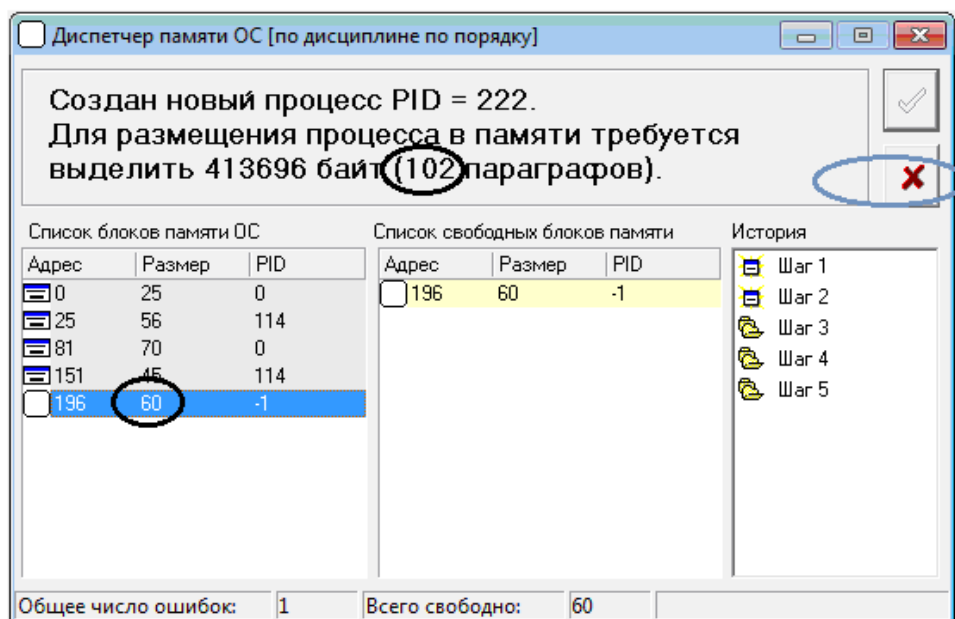 Диспетчер памяти ОС [по дисциплине по порядку]
Создан новый процесс PID = 222.
Для размещения процесса в памяти требуется
выделить 413696 байт (102 параграфов).
Список блоков памяти ОС
Список свободных блоков памяти
История
Адрес Размер PID
Адрес Размер PID
0 25 0
196 60 -1
25 56 114
81 70 0
151 45 114
196 60 -1
Шаг 1
Шаг 2
Шаг 3
Шаг 4
Шаг 5
Общее число ошибок: 1 Всего свободно: 60